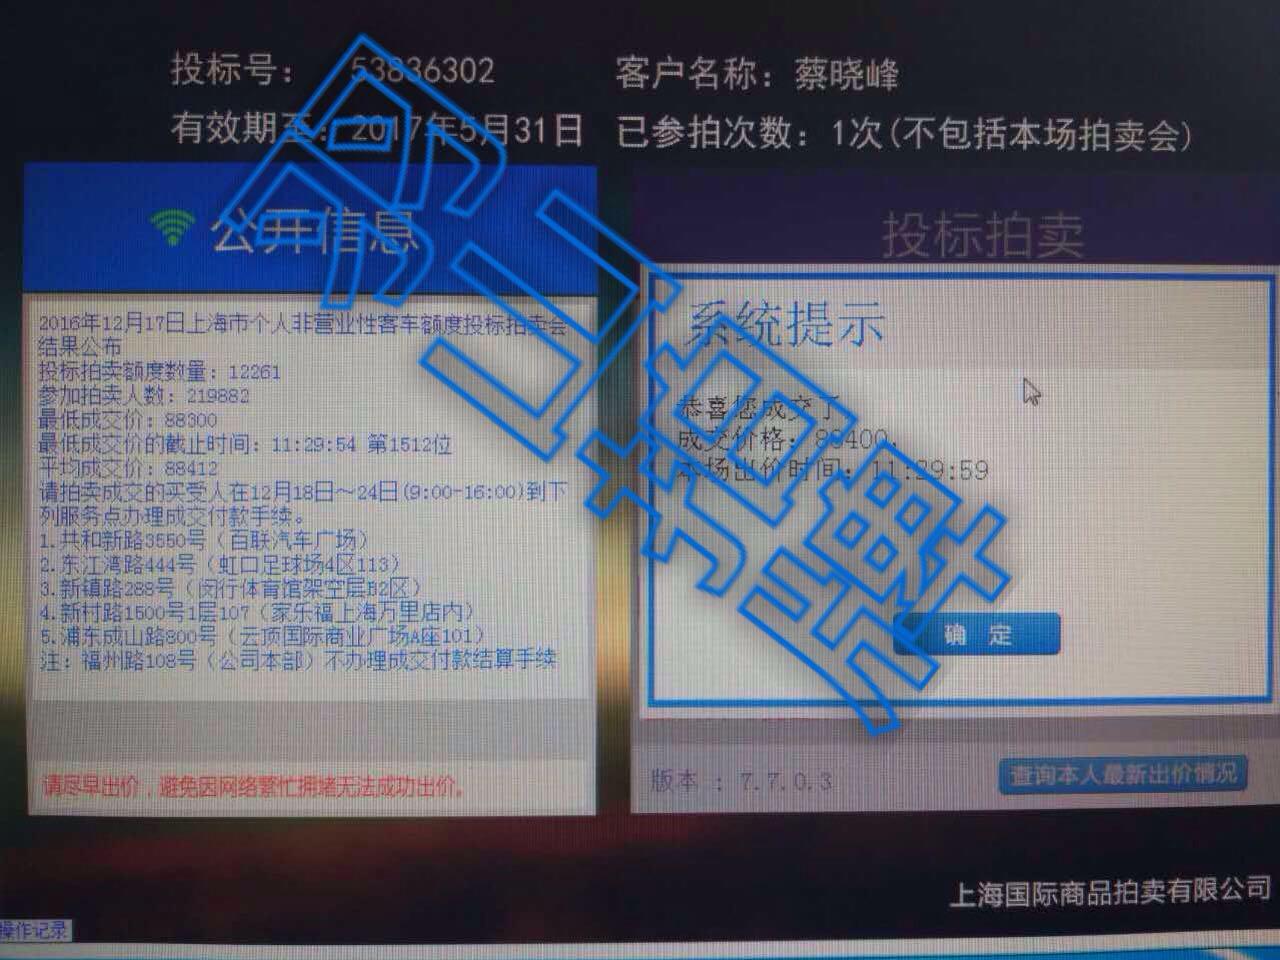 投标号： 53836302
客户名称：蔡晓峰
有效期至：2017年5月31日
已参拍次数：1次(不包括本场拍卖会)
公开信息
投标拍卖
2016年12月17日上海市个人非营业性客车额度投标拍卖会
结果公布
投标拍卖额度数量：12261
参加拍卖人数：219882
最低成交价：88300
最低成交价的截止时间：11:29:54 第1512位
平均成交价：88412
请拍卖成交的买受人在12月18日～24日(9:00-16:00)到下
列服务点办理成交付款手续。
1.共和新路3550号（百联汽车广场）
2.东江湾路444号（虹口足球场4区113）
3.新镇路288号（闵行体育馆架空层B2区）
4.新村路1500号1层107（家乐福上海万里店内）
5.浦东成山路800号（云顶国际商业广场A座101）
注：福州路108号（公司本部）不办理成交付款结算手续
请尽早出价，避免因网络繁忙拥堵无法成功出价。
系统提示
恭喜您成交了
成交价格：88400.
本场出价时间：11:29:59
确 定
版本 ：7.7.0.3
查询本人最新出价情况
上海国际商品拍卖有限公司
操作记录